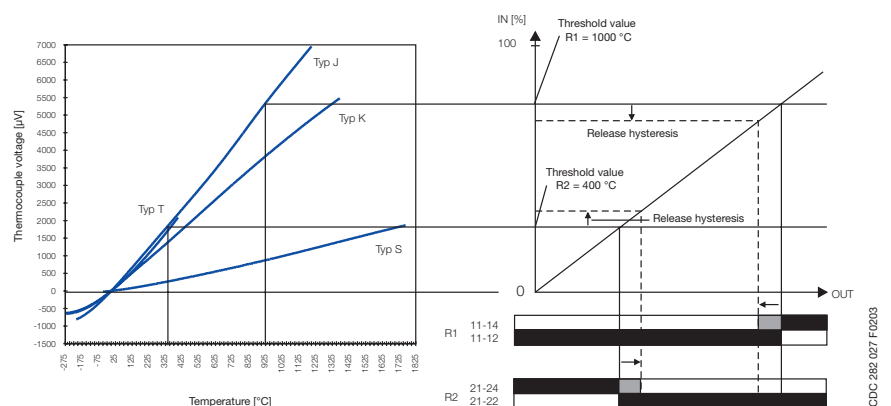 7000
6500
6000
5500
5000
4500
4000
3500
3000
2500
2000
1500
1000
500
0
-500
-1000
-1500
Thermocouple voltage [µV]
Typ J
Typ K
Typ T
Typ S
-275
-175
-75
25
125
225
325
425
525
625
725
825
925
1025
1125
1225
1325
1425
1525
1625
1725
1825
Temperature [°C]
IN [%]
100
Threshold value
R1 = 1000 °C
Release hysteresis
Threshold value
R2 = 400 °C
Release hysteresis
0
OUT
R1
11-14
11-12
R2
21-24
21-22
CDC 282 027 F0203